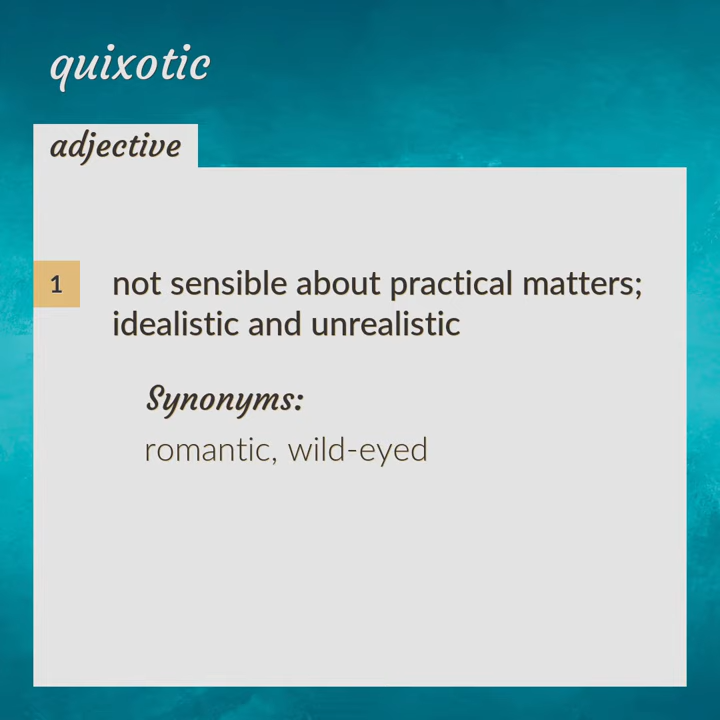 quixotic
adjective
1
not sensible about practical matters;
idealistic and unrealistic
Synonyms:
romantic, wild-eyed